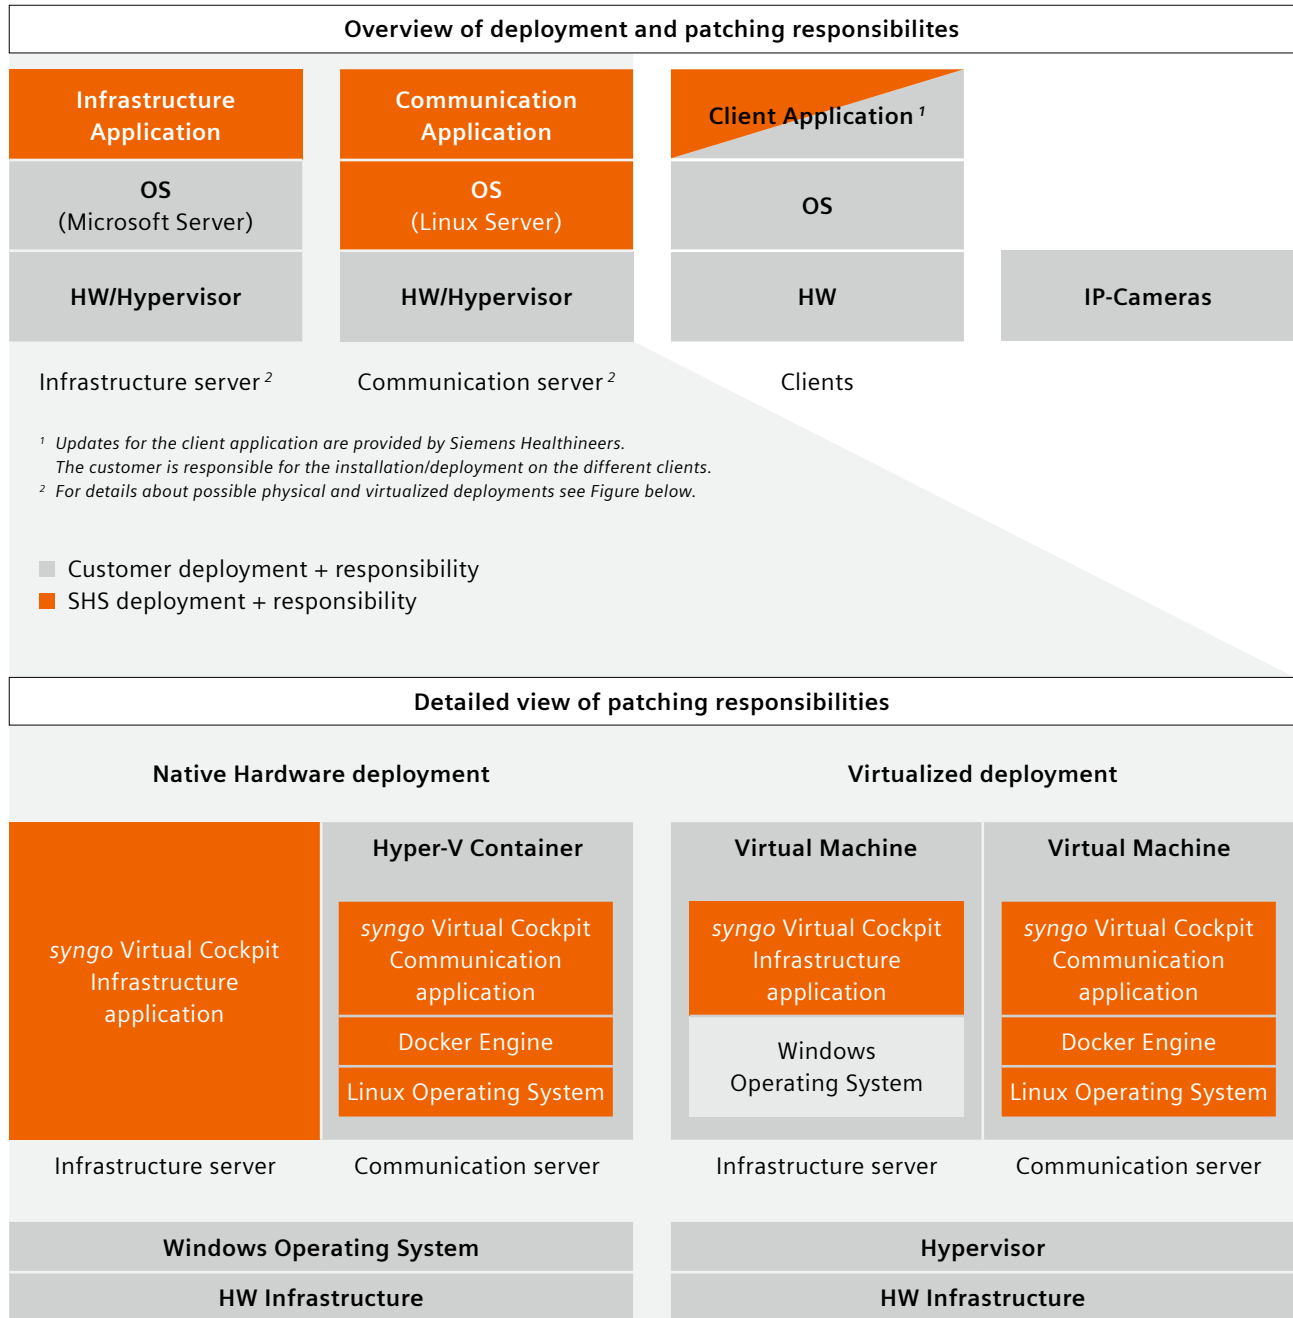 Overview of deployment and patching responsibilites
Infrastructure
Application
OS
(Microsoft Server)
HW/Hypervisor
Infrastructure server ²
Communication
Application
OS
(Linux Server)
HW/Hypervisor
Communication server ²
Client Application ¹
OS
HW
Clients
IP-Cameras
¹ Updates for the client application are provided by Siemens Healthineers.
The customer is responsible for the installation/deployment on the different clients.
² For details about possible physical and virtualized deployments see Figure below.
Customer deployment + responsibility
SHS deployment + responsibility
Detailed view of patching responsibilities
Native Hardware deployment
syngo Virtual Cockpit
Infrastructure
application
Infrastructure server
Hyper-V Container
syngo Virtual Cockpit
Communication
application
Docker Engine
Linux Operating System
Communication server
Windows Operating System
HW Infrastructure
Virtualized deployment
Virtual Machine
syngo Virtual Cockpit
Infrastructure
application
Windows
Operating System
Infrastructure server
Virtual Machine
syngo Virtual Cockpit
Communication
application
Docker Engine
Linux Operating System
Communication server
Hypervisor
HW Infrastructure